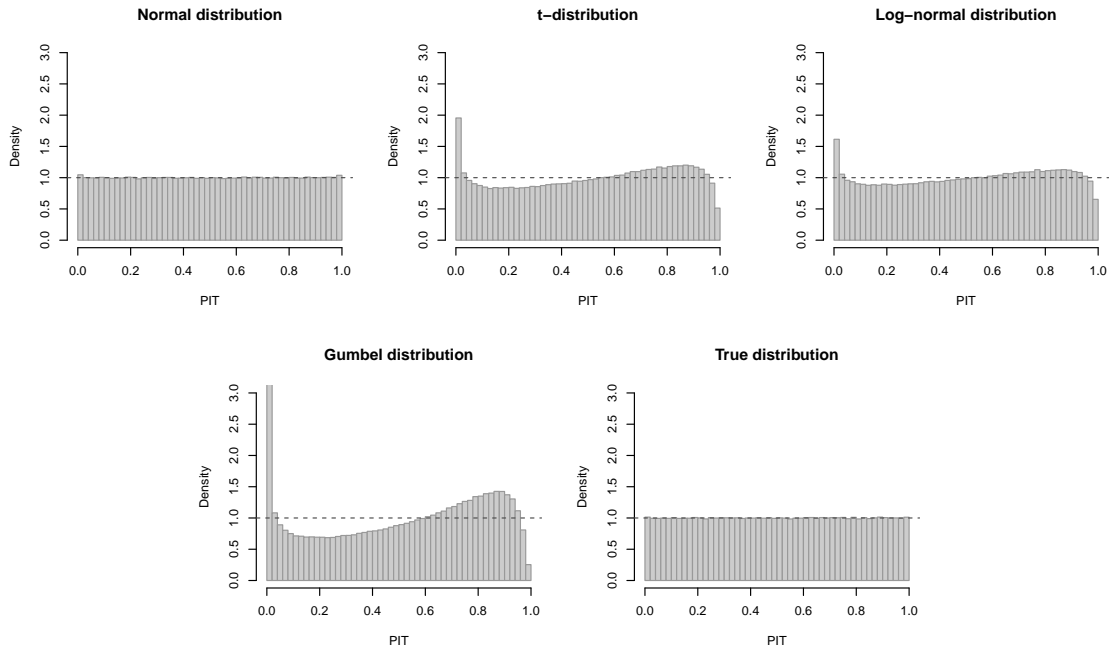 Normal distribution
Density
0.0 0.5 1.0 1.5 2.0 2.5 3.0
0.0 0.2 0.4 0.6 0.8 1.0
PIT
t−distribution
Density
0.0 0.5 1.0 1.5 2.0 2.5 3.0
0.0 0.2 0.4 0.6 0.8 1.0
PIT
Log−normal distribution
Density
0.0 0.5 1.0 1.5 2.0 2.5 3.0
0.0 0.2 0.4 0.6 0.8 1.0
PIT
Gumbel distribution
Density
0.0 0.5 1.0 1.5 2.0 2.5 3.0
0.0 0.2 0.4 0.6 0.8 1.0
PIT
True distribution
Density
0.0 0.5 1.0 1.5 2.0 2.5 3.0
0.0 0.2 0.4 0.6 0.8 1.0
PIT